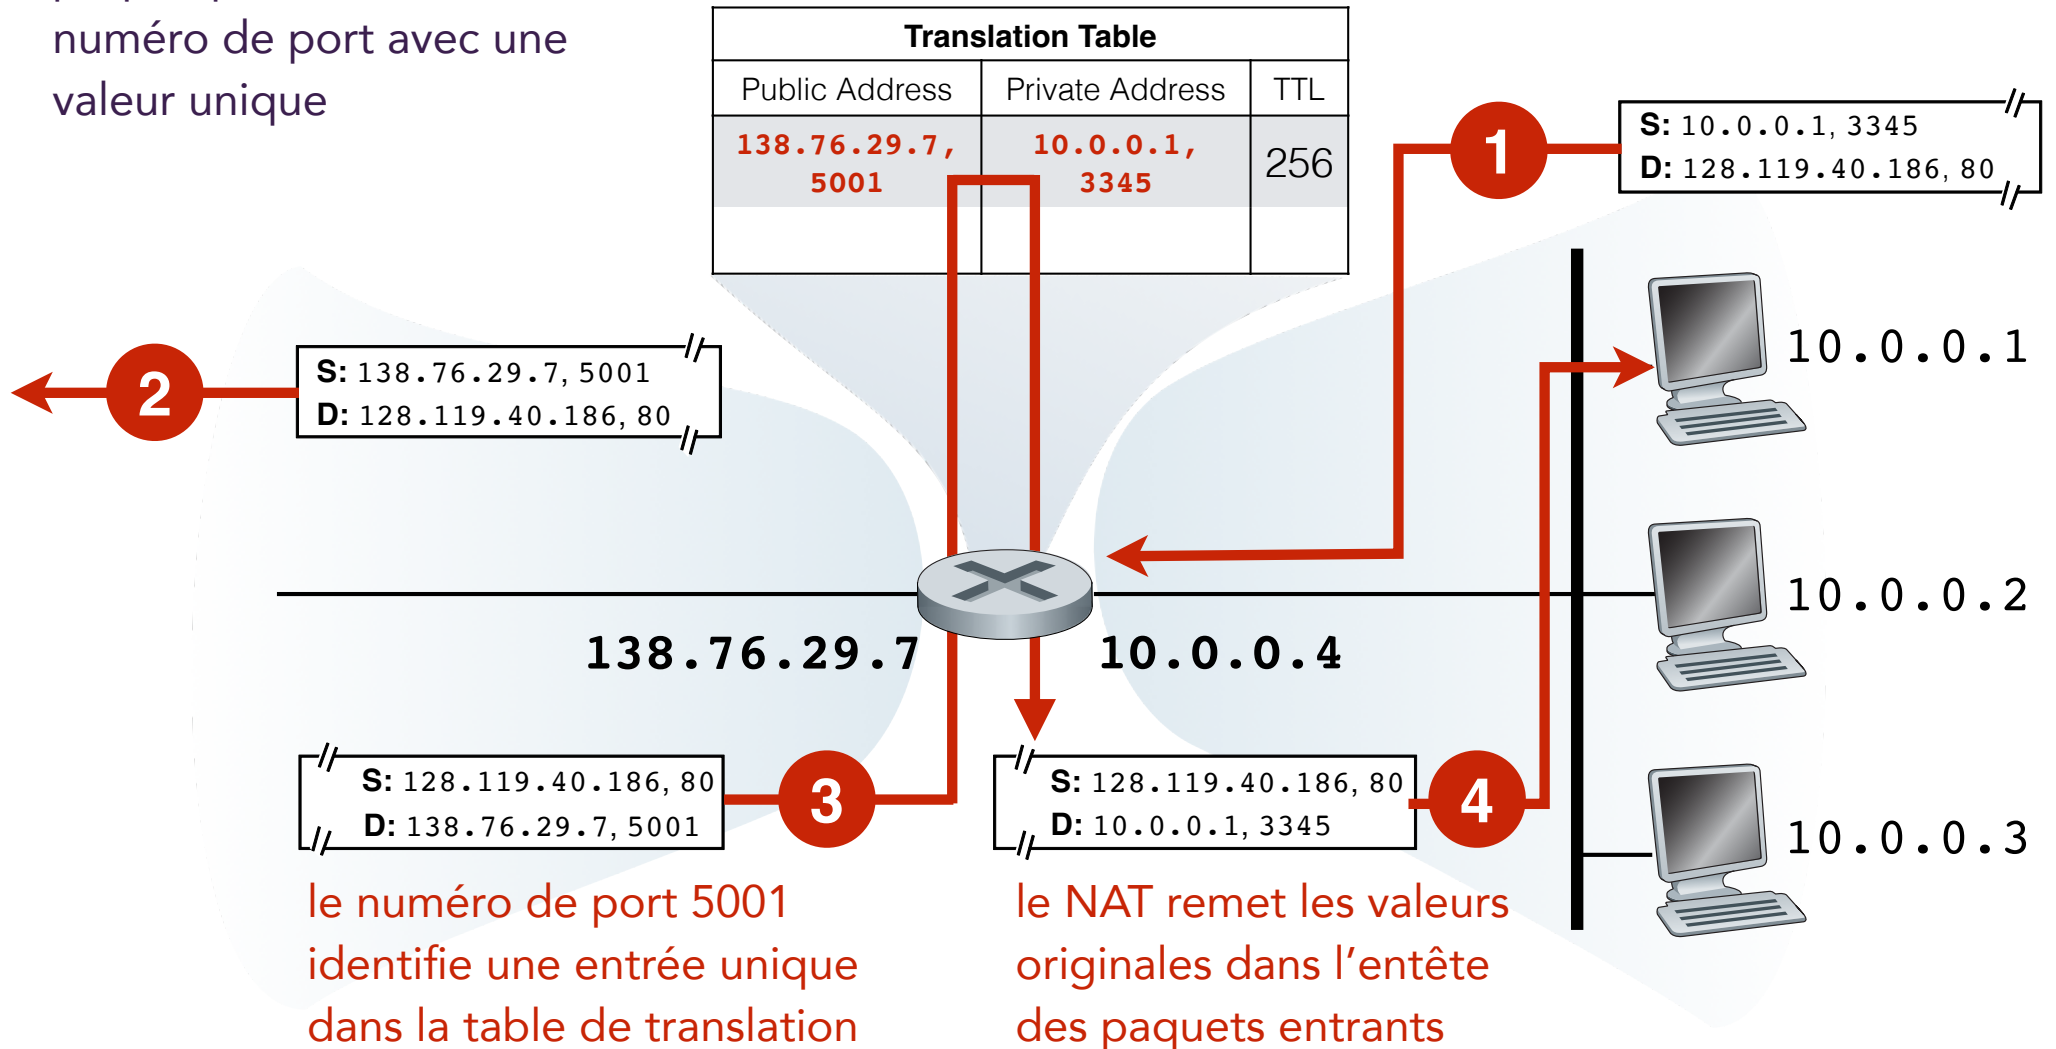 numéro de port avec une
valeur unique
Translation Table
Public Address Private Address TTL
138.76.29.7, 10.0.0.1, 256
5001 3345
1
S: 10.0.0.1, 3345
D: 128.119.40.186, 80
2
S: 138.76.29.7, 5001
D: 128.119.40.186, 80
10.0.0.1
10.0.0.2
138.76.29.7 10.0.0.4
S: 128.119.40.186, 80
D: 138.76.29.7, 5001
3
S: 128.119.40.186, 80
D: 10.0.0.1, 3345
4
10.0.0.3
le numéro de port 5001
identifie une entrée unique
dans la table de translation
le NAT remet les valeurs
originales dans l’entête
des paquets entrants